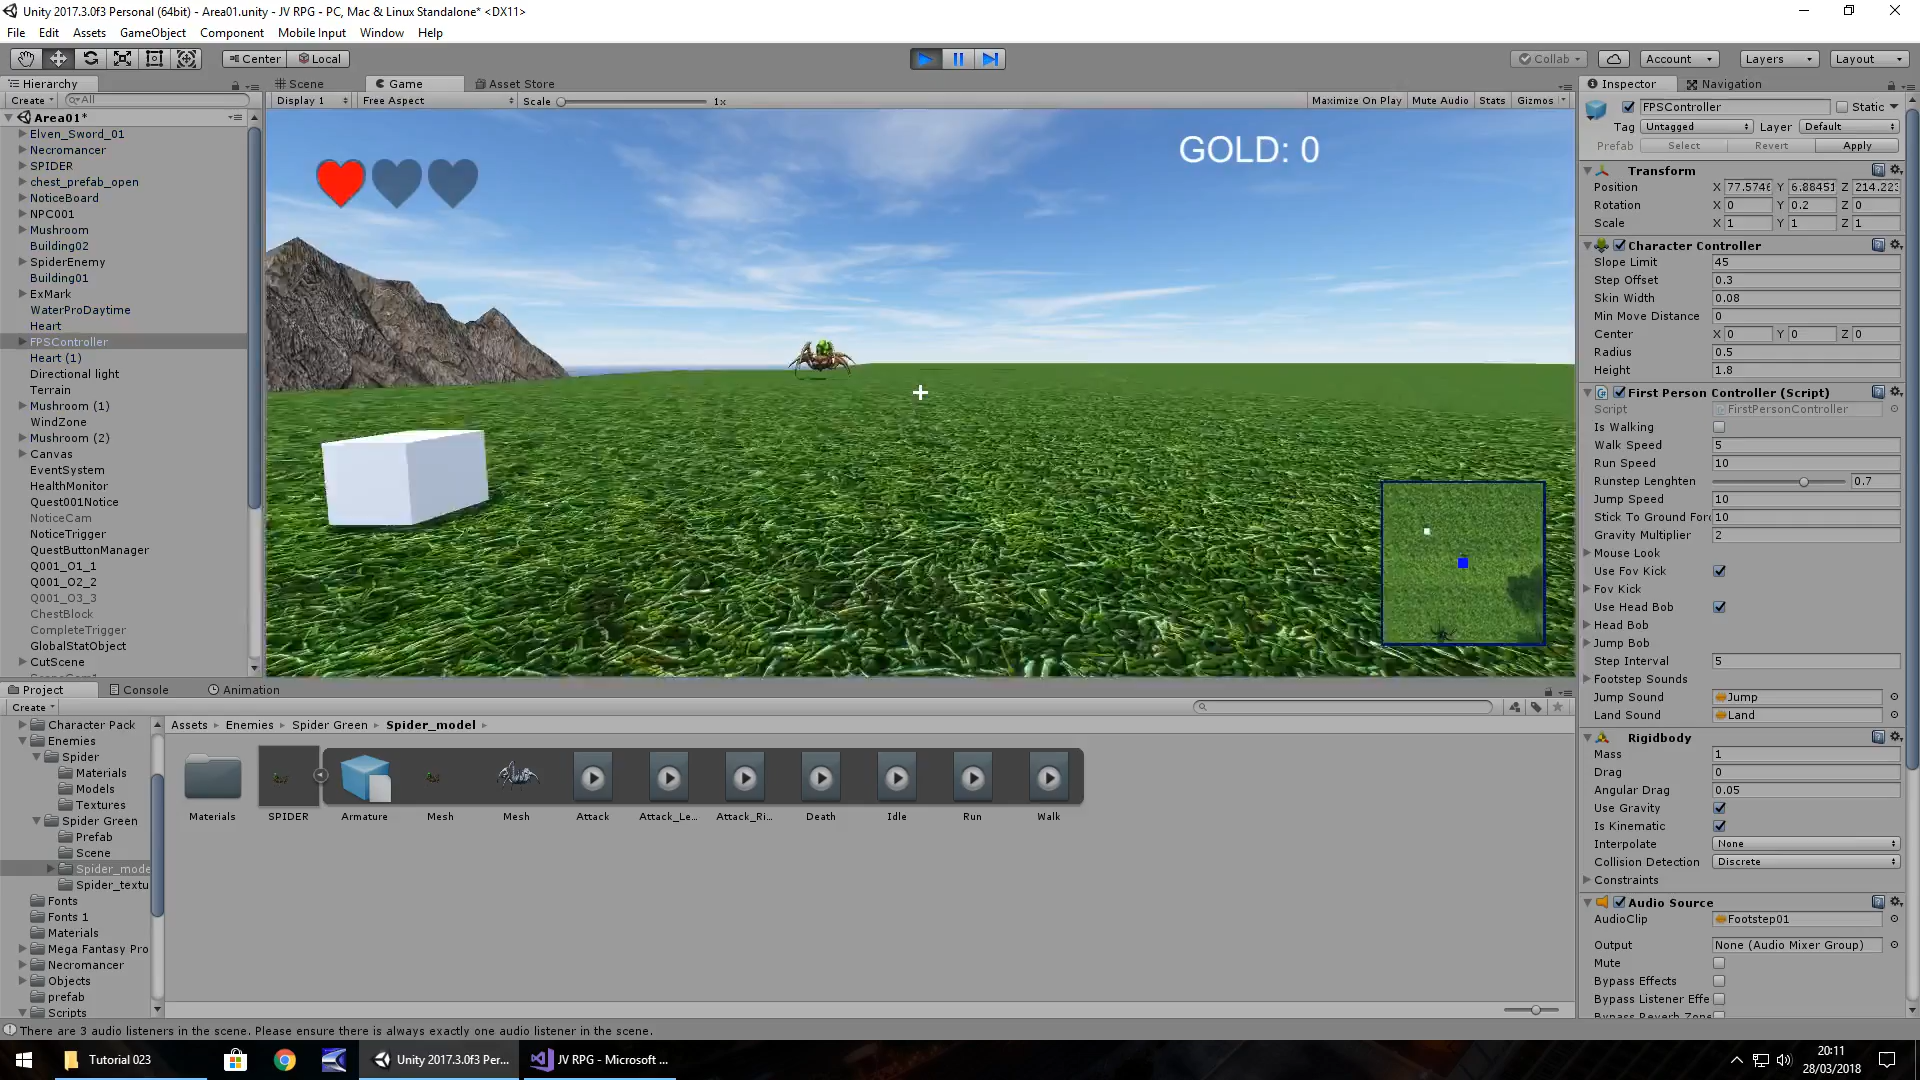 Unity 2017.3.0f3 Personal (64bit) - Area01.unity - JV RPG - PC, Mac & Linux Standalone* <DX11>
File Edit Assets GameObject Component Mobile Input Window Help
Center Local Collab Account Layers Layout
Hierarchy
Create All
Area01*
Elven_Sword_01
Necromancer
SPIDER
chest_prefab_open
NoticeBoard
NPC001
Mushroom
Building02
SpiderEnemy
Building01
ExMark
WaterProDaytime
Heart
FPSController
Heart (1)
Directional light
Terrain
Mushroom (1)
WindZone
Mushroom (2)
Canvas
EventSystem
HealthMonitor
Quest001Notice
NoticeCam
NoticeTrigger
QuestButtonManager
Q001_O1_1
Q001_O2_2
Q001_O3_3
ChestBlock
CompleteTrigger
GlobalStatObject
CutScene
Scene Game Asset Store
Display 1 Free Aspect Scale 1x Maximize On Play Mute Audio Stats Gizmos
GOLD: 0
Inspector Navigation
FPSController Static
Tag Untagged Layer Default
Prefab Select Revert Apply
Transform
Position X 77.5746 Y 6.88451 Z 214.223
Rotation X 0 Y 0.2 Z 0
Scale X 1 Y 1 Z 1
Character Controller
Slope Limit 45
Step Offset 0.3
Skin Width 0.08
Min Move Distance 0
Center X 0 Y 0 Z 0
Radius 0.5
Height 1.8
First Person Controller (Script)
Script FirstPersonController
Is Walking
Walk Speed 5
Run Speed 10
Runstep Lenghten 0.7
Jump Speed 10
Stick To Ground For 10
Gravity Multiplier 2
Mouse Look
Use Fov Kick
Fov Kick
Use Head Bob
Head Bob
Jump Bob
Step Interval 5
Footstep Sounds
Jump Sound Jump
Land Sound Land
Rigidbody
Mass 1
Drag 0
Angular Drag 0.05
Use Gravity
Is Kinematic
Interpolate None
Collision Detection Discrete
Constraints
Audio Source
AudioClip Footstep01
Output None (Audio Mixer Group)
Mute
Bypass Effects
Bypass Listener Effe
Bypass Reverb Zone
Project Console Animation
Create
Character Pack
Enemies
Spider
Materials
Models
Textures
Spider Green
Prefab
Scene
Spider_mode
Spider_textu
Fonts
Fonts 1
Materials
Mega Fantasy Pro
Necromancer
Objects
prefab
Scripts
Assets Enemies Spider Green Spider_model
Materials SPIDER Armature Mesh Mesh Attack Attack_Le... Attack_Ri... Death Idle Run Walk
There are 3 audio listeners in the scene. Please ensure there is always exactly one audio listener in the scene.
Tutorial 023 Unity 2017.3.0f3 Per... JV RPG - Microsoft ...
20:11
28/03/2018